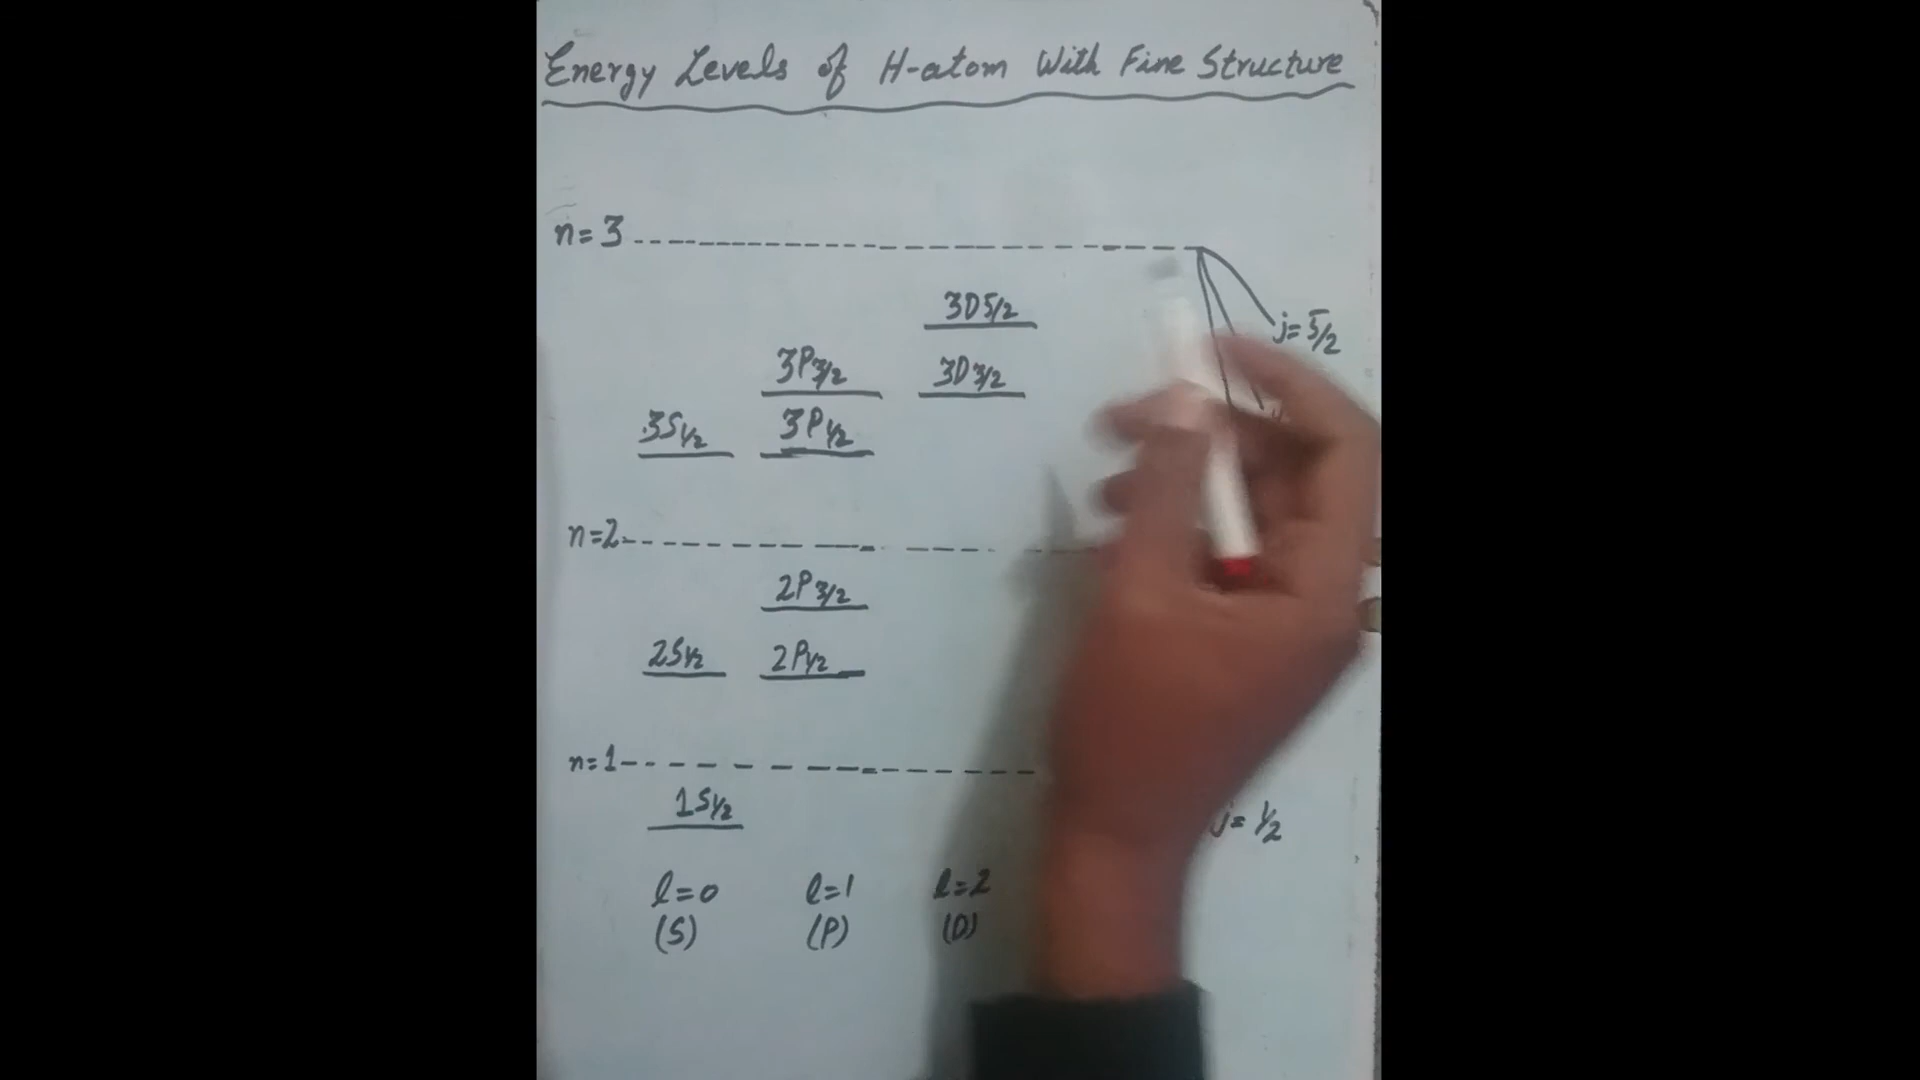 Energy Levels of H-atom With Fine Structure
n=3
3D5/2
j=5/2
3P3/2 3D3/2
3S1/2 3P1/2
n=2
2P3/2
2S1/2 2P1/2
n=1
1S1/2
j=1/2
l=0 l=1 l=2
(S) (P) (D)